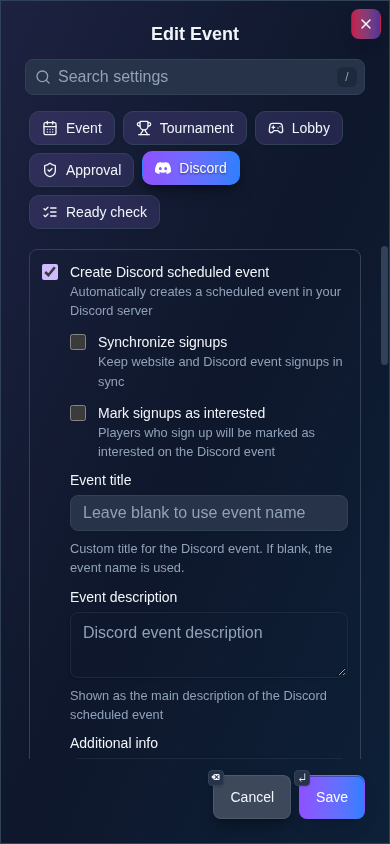 Edit Event
Search settings /
Event Tournament Lobby
Approval Discord
Ready check
Create Discord scheduled event
Automatically creates a scheduled event in your
Discord server
Synchronize signups
Keep website and Discord event signups in
sync
Mark signups as interested
Players who sign up will be marked as
interested on the Discord event
Event title
Leave blank to use event name
Custom title for the Discord event. If blank, the
event name is used.
Event description
Discord event description
Shown as the main description of the Discord
scheduled event
Additional info
Cancel Save